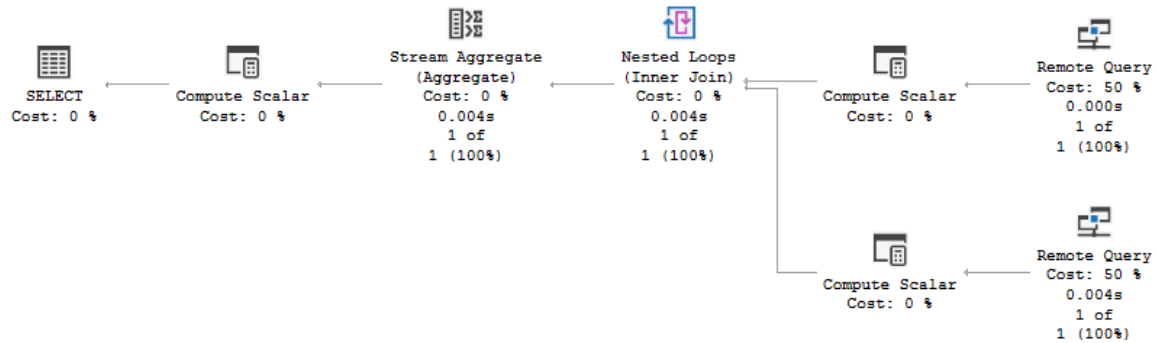 SELECT
Cost: 0 %
Compute Scalar
Cost: 0 %
Stream Aggregate
(Aggregate)
Cost: 0 %
0.004s
1 of
1 (100%)
Nested Loops
(Inner Join)
Cost: 0 %
0.004s
1 of
1 (100%)
Compute Scalar
Cost: 0 %
Remote Query
Cost: 50 %
0.000s
1 of
1 (100%)
Compute Scalar
Cost: 0 %
Remote Query
Cost: 50 %
0.004s
1 of
1 (100%)